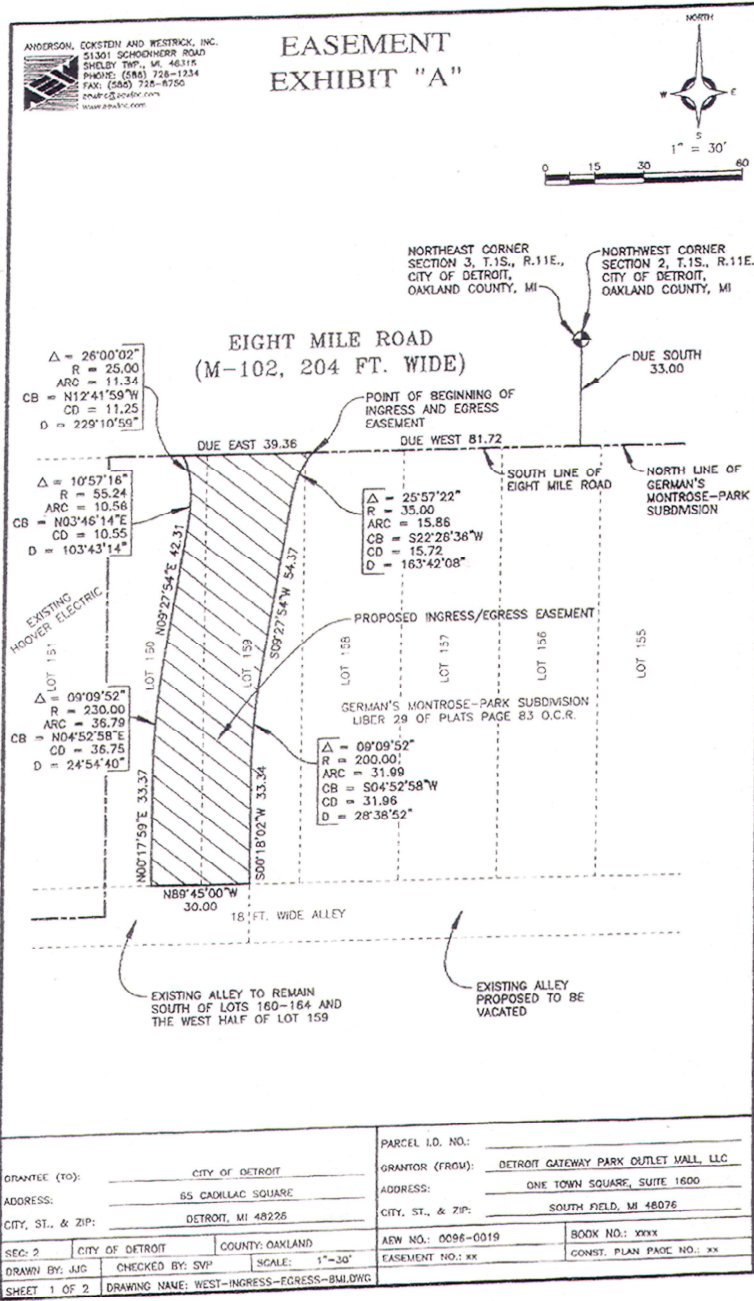 ANDERSON, ECKSTEIN AND WESTRICK, INC.
51301 SCHOENHERR ROAD
SHELBY TWP., MI, 48315
PHONE: (586) 726-1234
FAX: (586) 726-8780
www.aewinc.com
EASEMENT
EXHIBIT "A"
NORTH
W
E
S
1" = 30'
0 15 30 60
NORTHEAST CORNER
SECTION 3, T.1S., R.11E.,
CITY OF DETROIT,
OAKLAND COUNTY, MI
NORTHWEST CORNER
SECTION 2, T.1S., R.11E.
CITY OF DETROIT,
OAKLAND COUNTY, MI
EIGHT MILE ROAD
(M-102, 204 FT. WIDE)
DUE SOUTH
33.00
Δ = 26°00'02"
R = 25.00
ARC = 11.34
CB = N12°41'59"W
CD = 11.25
D = 229°10'59"
POINT OF BEGINNING OF
INGRESS AND EGRESS
EASEMENT
DUE EAST 39.36
DUE WEST 81.72
SOUTH LINE OF
EIGHT MILE ROAD
NORTH LINE OF
GERMAN'S
MONTROSE-PARK
SUBDIVISION
Δ = 10°57'16"
R = 55.24
ARC = 10.56
CB = N03°46'14"E
CD = 10.55
D = 103°43'14"
Δ = 25°57'22"
R = 35.00
ARC = 15.86
CB = S22°26'36"W
CD = 15.72
D = 163°42'08"
N09°27'54"E 42.31
S09°27'54"W 54.37
EXISTING
HOOVER ELECTRIC
PROPOSED INGRESS/EGRESS EASEMENT
LOT 161
LOT 160
LOT 159
LOT 158
LOT 157
LOT 156
LOT 155
GERMAN'S MONTROSE-PARK SUBDIVISION
LIBER 29 OF PLATS PAGE 83 O.C.R.
Δ = 09°09'52"
R = 230.00
ARC = 36.79
CB = N04°52'58"E
CD = 36.75
D = 24°54'40"
Δ = 09°09'52"
R = 200.00
ARC = 31.99
CB = S04°52'58"W
CD = 31.96
D = 28°38'52"
N00°17'59"E 33.37
S00°18'02"W 33.34
N89°45'00"W
30.00
18 FT. WIDE ALLEY
EXISTING ALLEY TO REMAIN
SOUTH OF LOTS 160-164 AND
THE WEST HALF OF LOT 159
EXISTING ALLEY
PROPOSED TO BE
VACATED
GRANTEE (TO): CITY OF DETROIT
ADDRESS: 65 CADILLAC SQUARE
CITY, ST., & ZIP: DETROIT, MI 48226
PARCEL I.D. NO.:
GRANTOR (FROM): DETROIT GATEWAY PARK OUTLET MALL, LLC
ADDRESS: ONE TOWN SQUARE, SUITE 1600
CITY, ST., & ZIP: SOUTH FIELD, MI 48076
SEC: 2 CITY OF DETROIT COUNTY: OAKLAND
AEW NO.: 0096-0019 BOOK NO.: xxxx
DRAWN BY: JJG CHECKED BY: SVP SCALE: 1"=30'
EASEMENT NO.: xx CONST. PLAN PAGE NO.: xx
SHEET 1 OF 2 DRAWING NAME: WEST-INGRESS-EGRESS-8MI.DWG